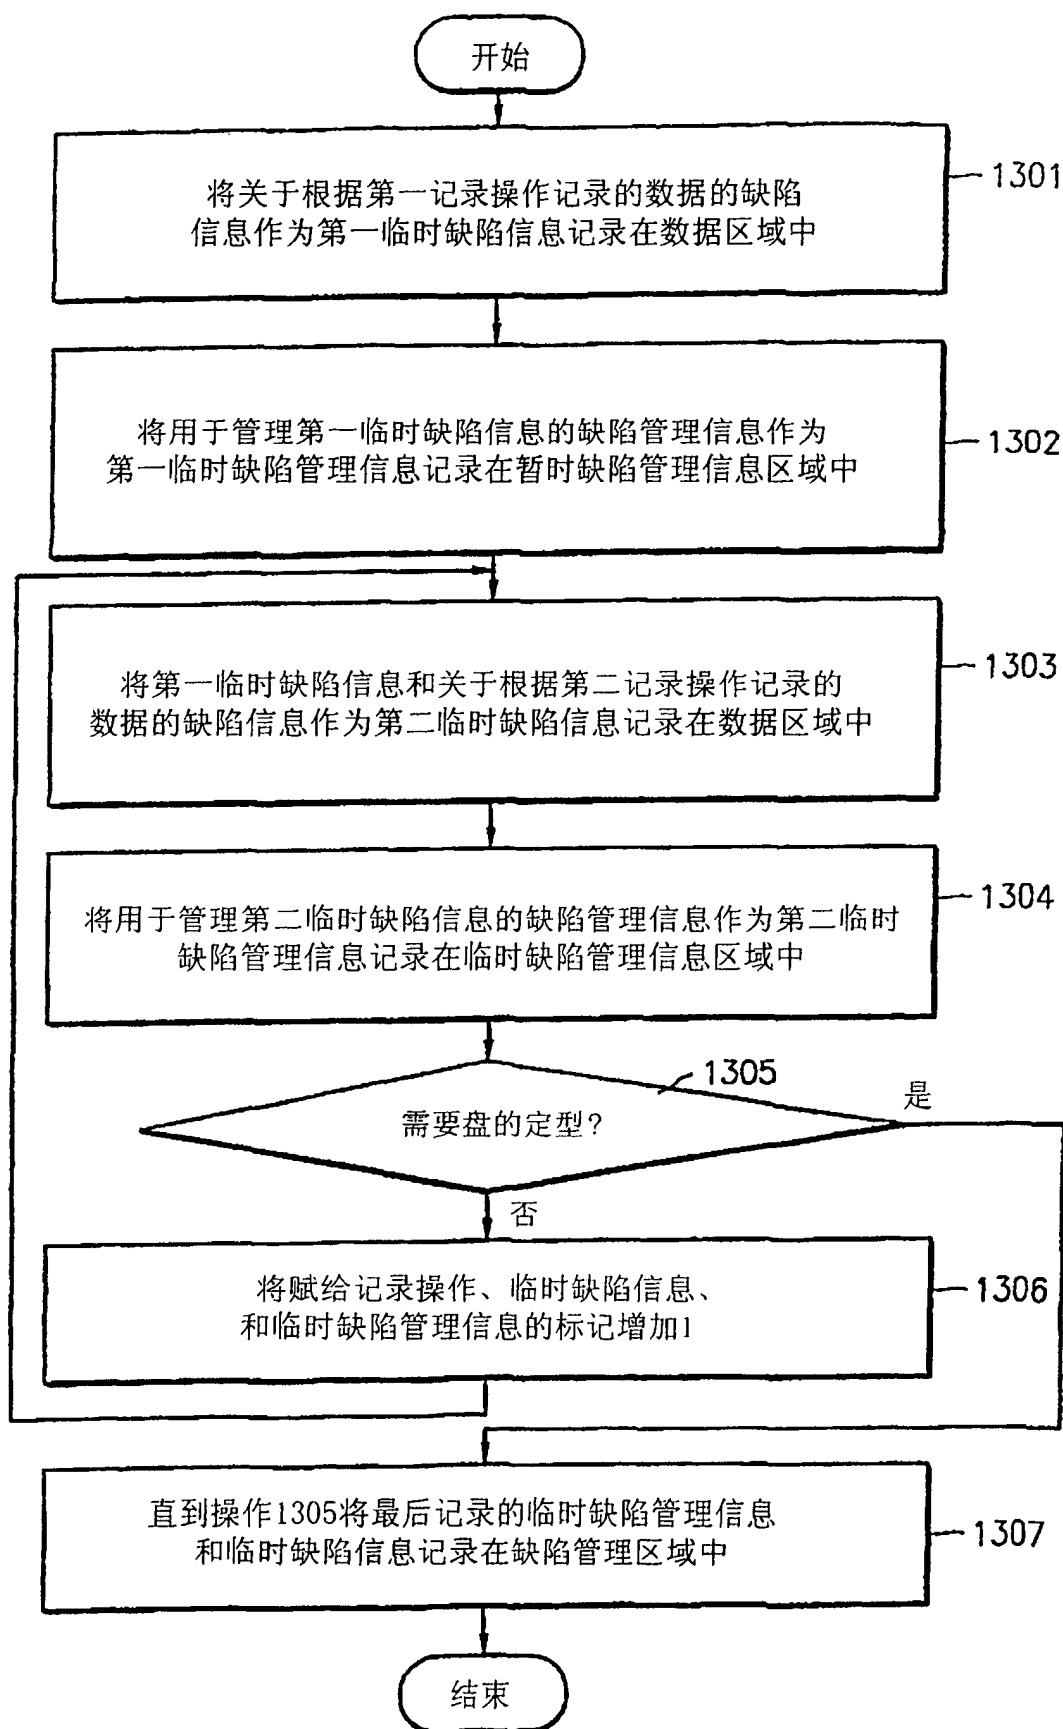 开始
将关于根据第一记录操作记录的数据的缺陷
信息作为第一临时缺陷信息记录在数据区域中
1301
将用于管理第一临时缺陷信息的缺陷管理信息作为
第一临时缺陷管理信息记录在暂时缺陷管理信息区域中
1302
将第一临时缺陷信息和关于根据第二记录操作记录的
数据的缺陷信息作为第二临时缺陷信息记录在数据区域中
1303
将用于管理第二临时缺陷信息的缺陷管理信息作为第二临时
缺陷管理信息记录在临时缺陷管理信息区域中
1304
需要盘的定型?
1305
是
否
将赋给记录操作、临时缺陷信息、
和临时缺陷管理信息的标记增加1
1306
直到操作1305将最后记录的临时缺陷管理信息
和临时缺陷信息记录在缺陷管理区域中
1307
结束